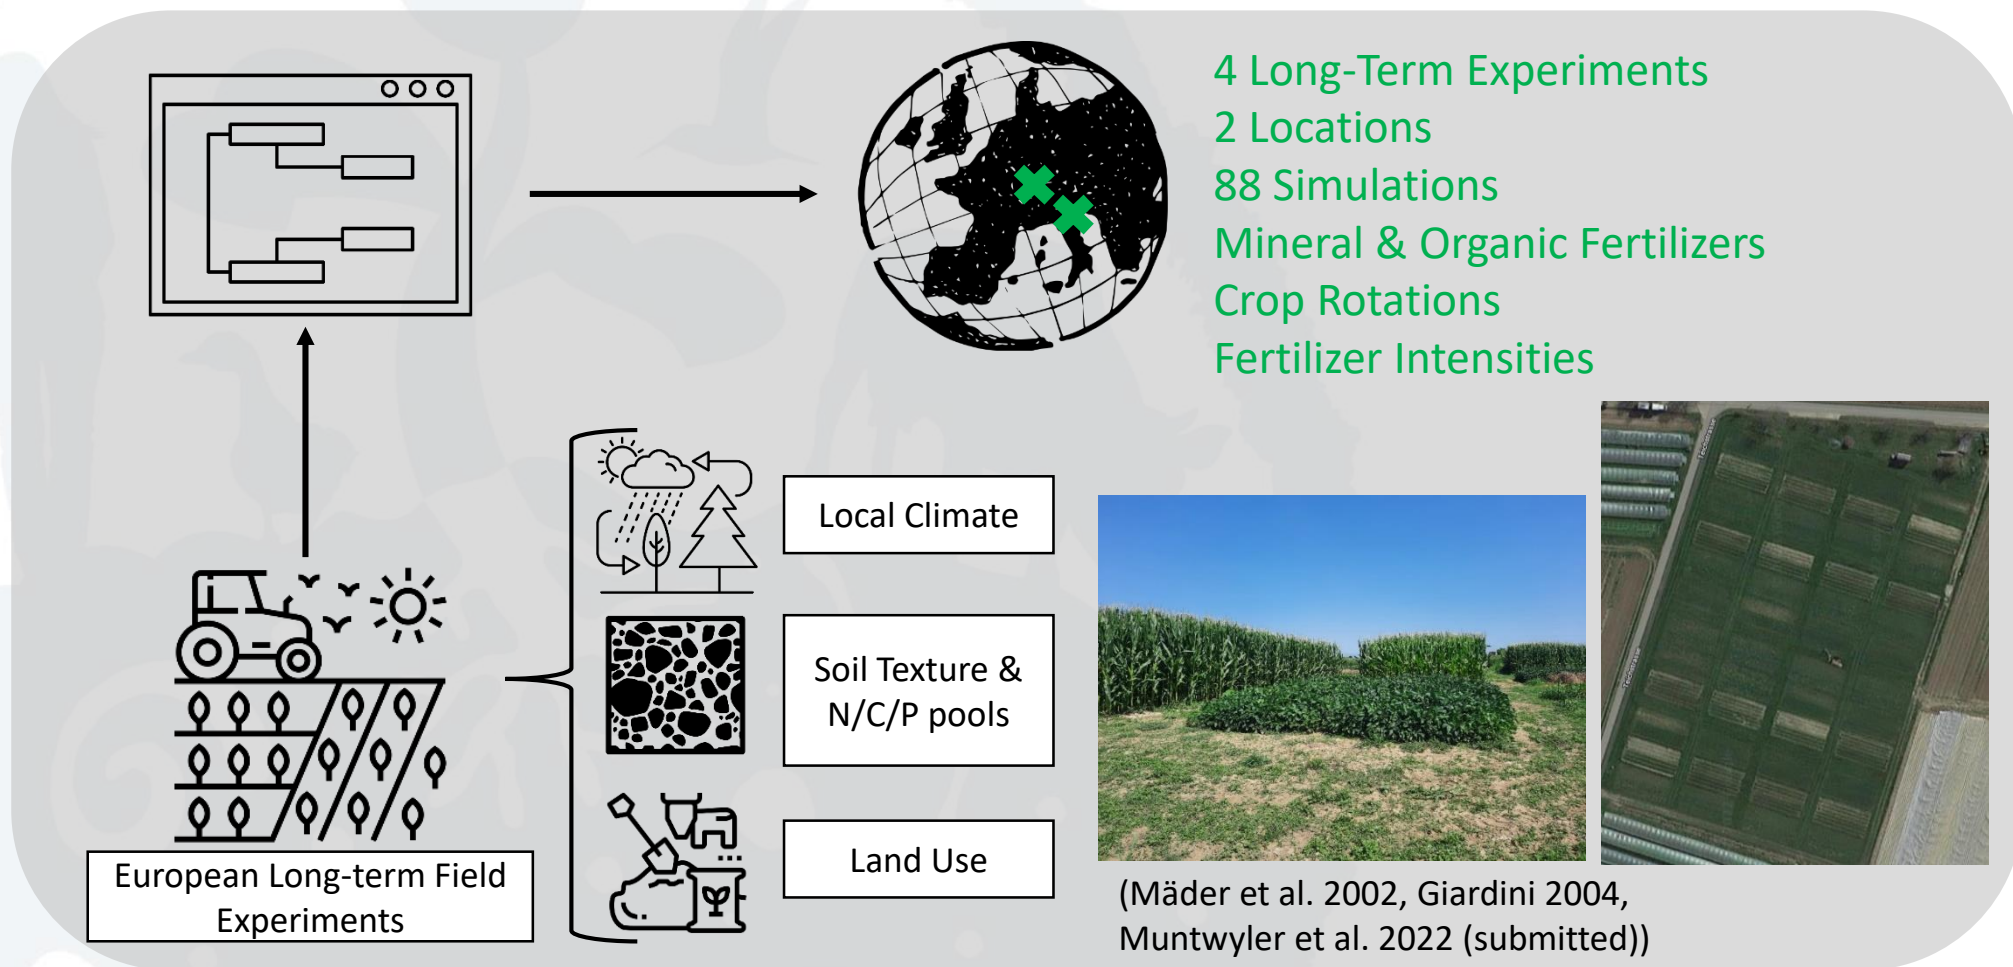 4 Long-Term Experiments
2 Locations
88 Simulations
Mineral & Organic Fertilizers
Crop Rotations
Fertilizer Intensities
Local Climate
Soil Texture &
N/C/P pools
Land Use
European Long-term Field
Experiments
(Mäder et al. 2002, Giardini 2004,
Muntwyler et al. 2022 (submitted))